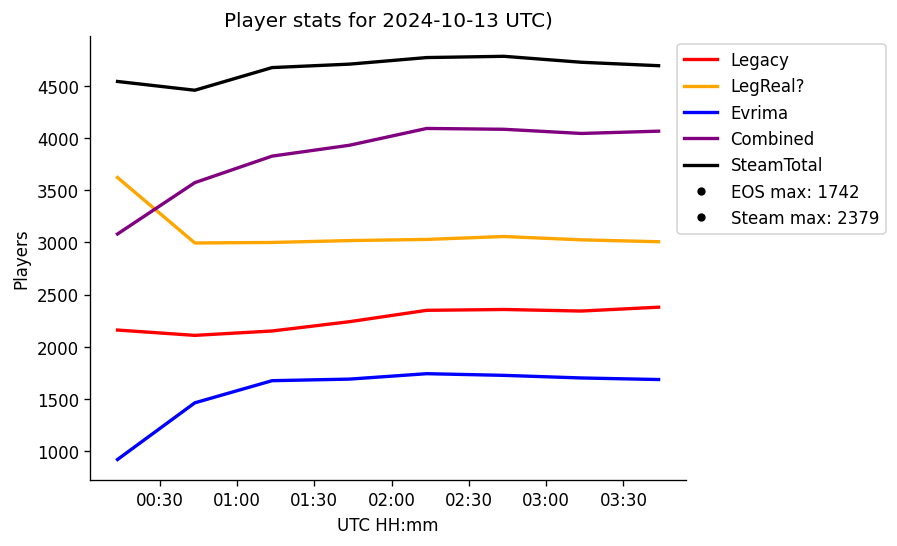 Player stats for 2024-10-13 UTC)
Legacy
LegReal?
Evrima
Combined
SteamTotal
EOS max: 1742
Steam max: 2379
Players
4500
4000
3500
3000
2500
2000
1500
1000
00:30 01:00 01:30 02:00 02:30 03:00 03:30
UTC HH:mm